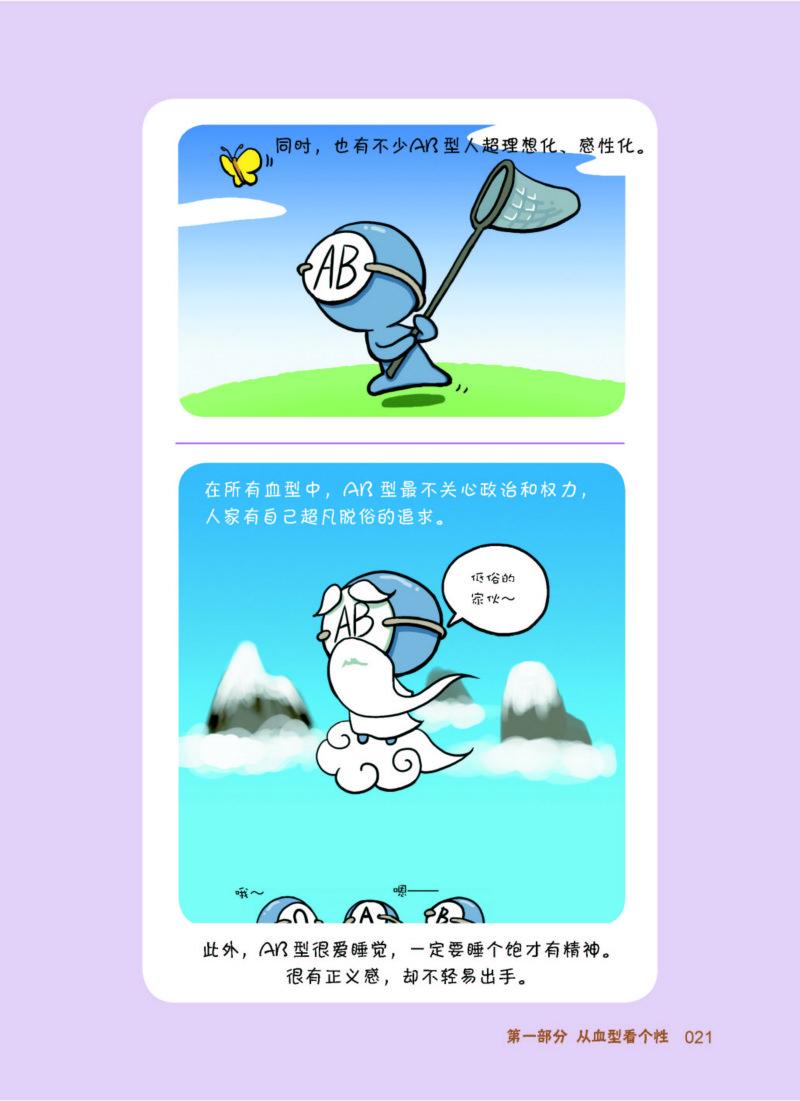 同时，也有不少AB型人超理想化、感性化。
AB
在所有血型中，AB型最不关心政治和权力，
人家有自己超凡脱俗的追求。
低俗的
家伙～
AB
哦～
嗯——
O
A
B
此外，AB型很爱睡觉，一定要睡个饱才有精神。
很有正义感，却不轻易出手。
第一部分 从血型看个性 021